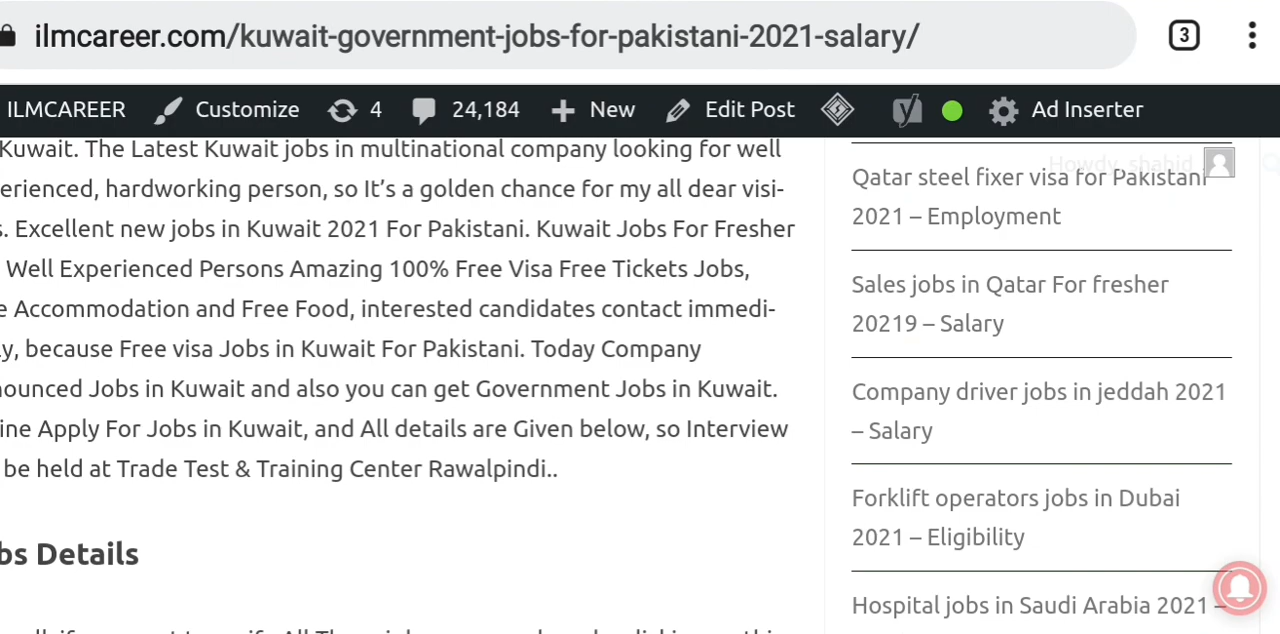 ilmcareer.com/kuwait-government-jobs-for-pakistani-2021-salary/
3
ILMCAREER Customize 4 24,184 New Edit Post Ad Inserter
Howdy, shahid
Kuwait. The Latest Kuwait jobs in multinational company looking for well
erienced, hardworking person, so It's a golden chance for my all dear visi-
s. Excellent new jobs in Kuwait 2021 For Pakistani. Kuwait Jobs For Fresher
Well Experienced Persons Amazing 100% Free Visa Free Tickets Jobs,
e Accommodation and Free Food, interested candidates contact immedi-
ly, because Free visa Jobs in Kuwait For Pakistani. Today Company
nounced Jobs in Kuwait and also you can get Government Jobs in Kuwait.
ine Apply For Jobs in Kuwait, and All details are Given below, so Interview
be held at Trade Test & Training Center Rawalpindi..
bs Details
Qatar steel fixer visa for Pakistani
2021 – Employment
Sales jobs in Qatar For fresher
20219 – Salary
Company driver jobs in jeddah 2021
– Salary
Forklift operators jobs in Dubai
2021 – Eligibility
Hospital jobs in Saudi Arabia 2021 –